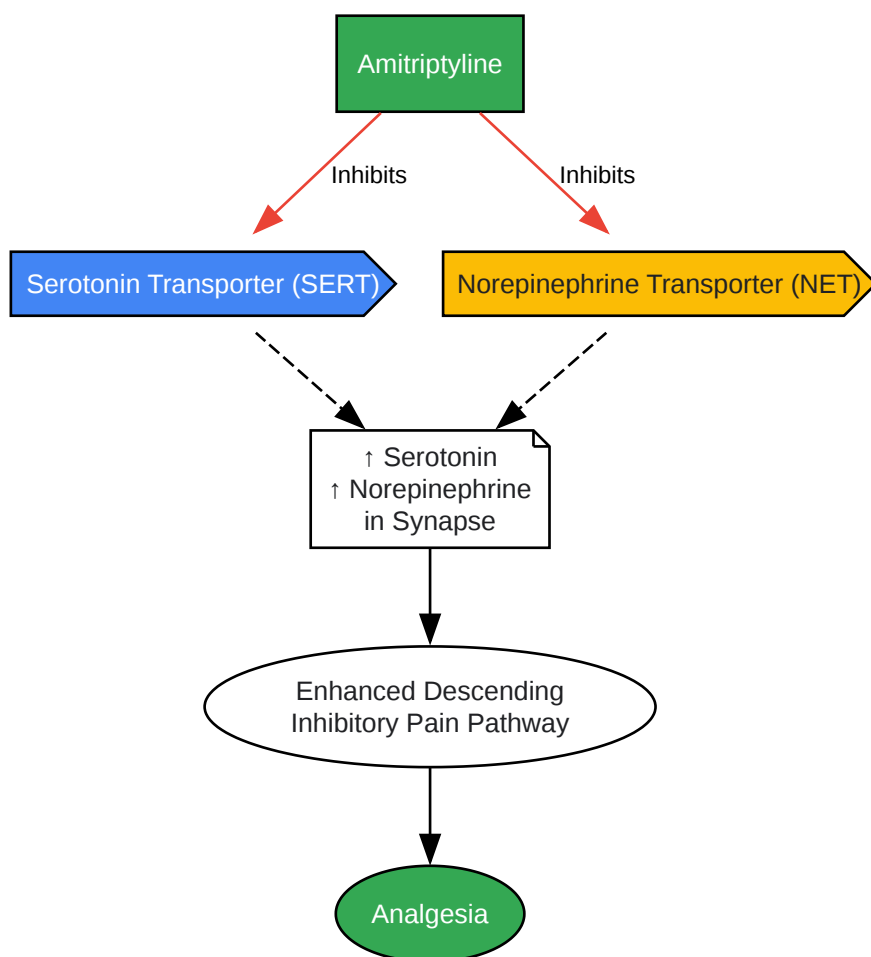 Amitriptyline
Inhibits
Inhibits
Serotonin Transporter (SERT)
Norepinephrine Transporter (NET)
↑ Serotonin
↑ Norepinephrine
in Synapse
Enhanced Descending
Inhibitory Pain Pathway
Analgesia